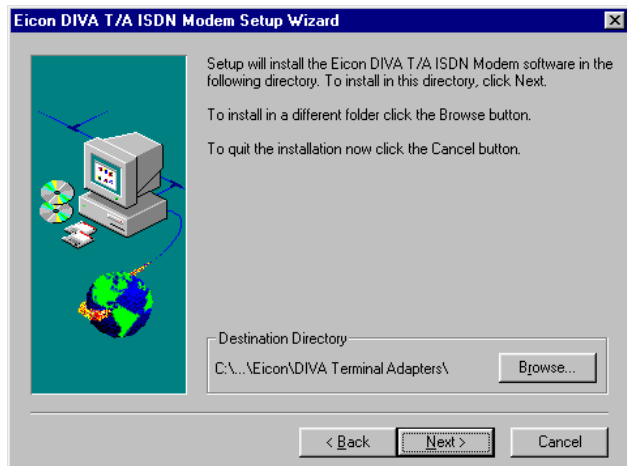 Eicon DIVA T/A ISDN Modem Setup Wizard
Setup will install the Eicon DIVA T/A ISDN Modem software in the
following directory. To install in this directory, click Next.
To install in a different folder click the Browse button.
To quit the installation now click the Cancel button.
Destination Directory
C:\...\Eicon\DIVA Terminal Adapters\
Browse...
< Back
Next >
Cancel